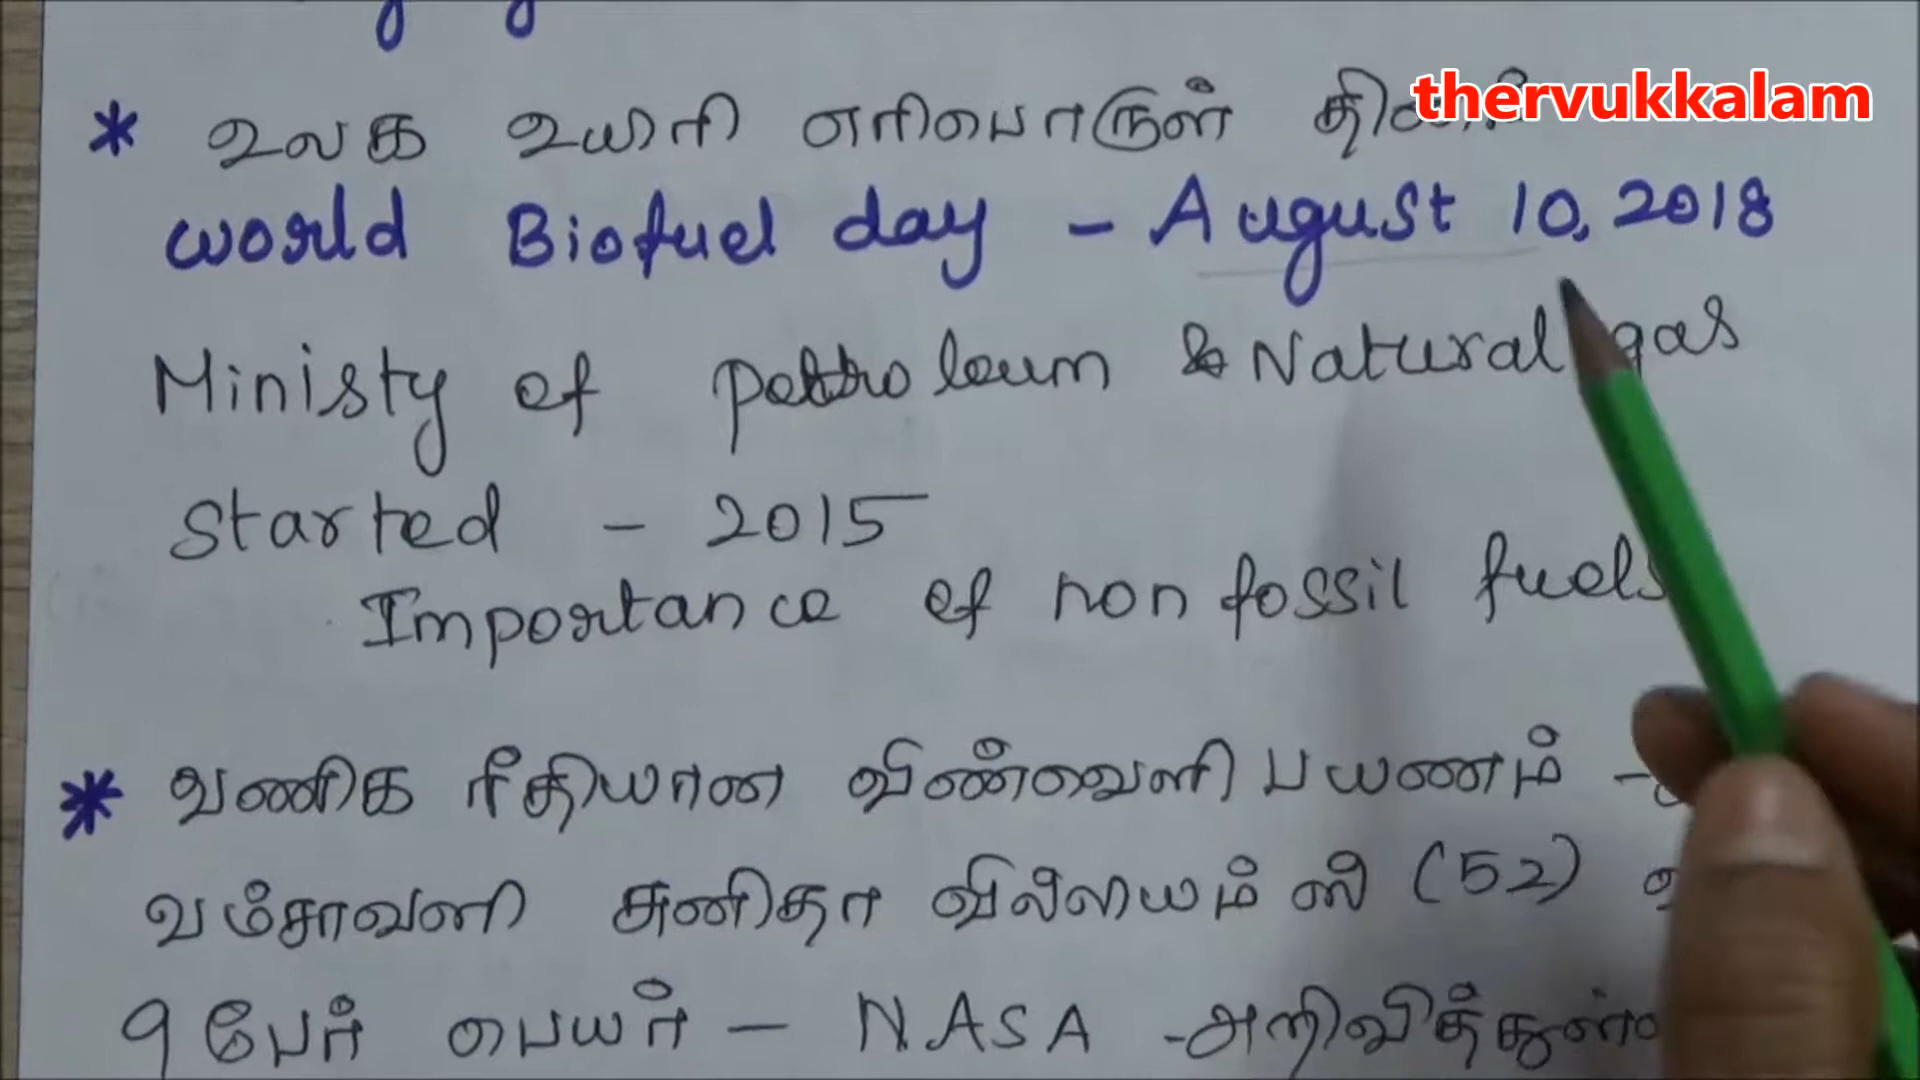 thervukkalam
* உலக உயிரி எரிபொருள்
World Biofuel day - August 10, 2018
Ministy of petroleum & Natural gas
Started - 2015
Importance of non fossil fuels
* வணிக ரீதியான விண்வெளி பயணம் -
வம்சாவளி சுனிதா வில்லியம்ஸ் (52)
9 பேர் பெயர் - NASA -